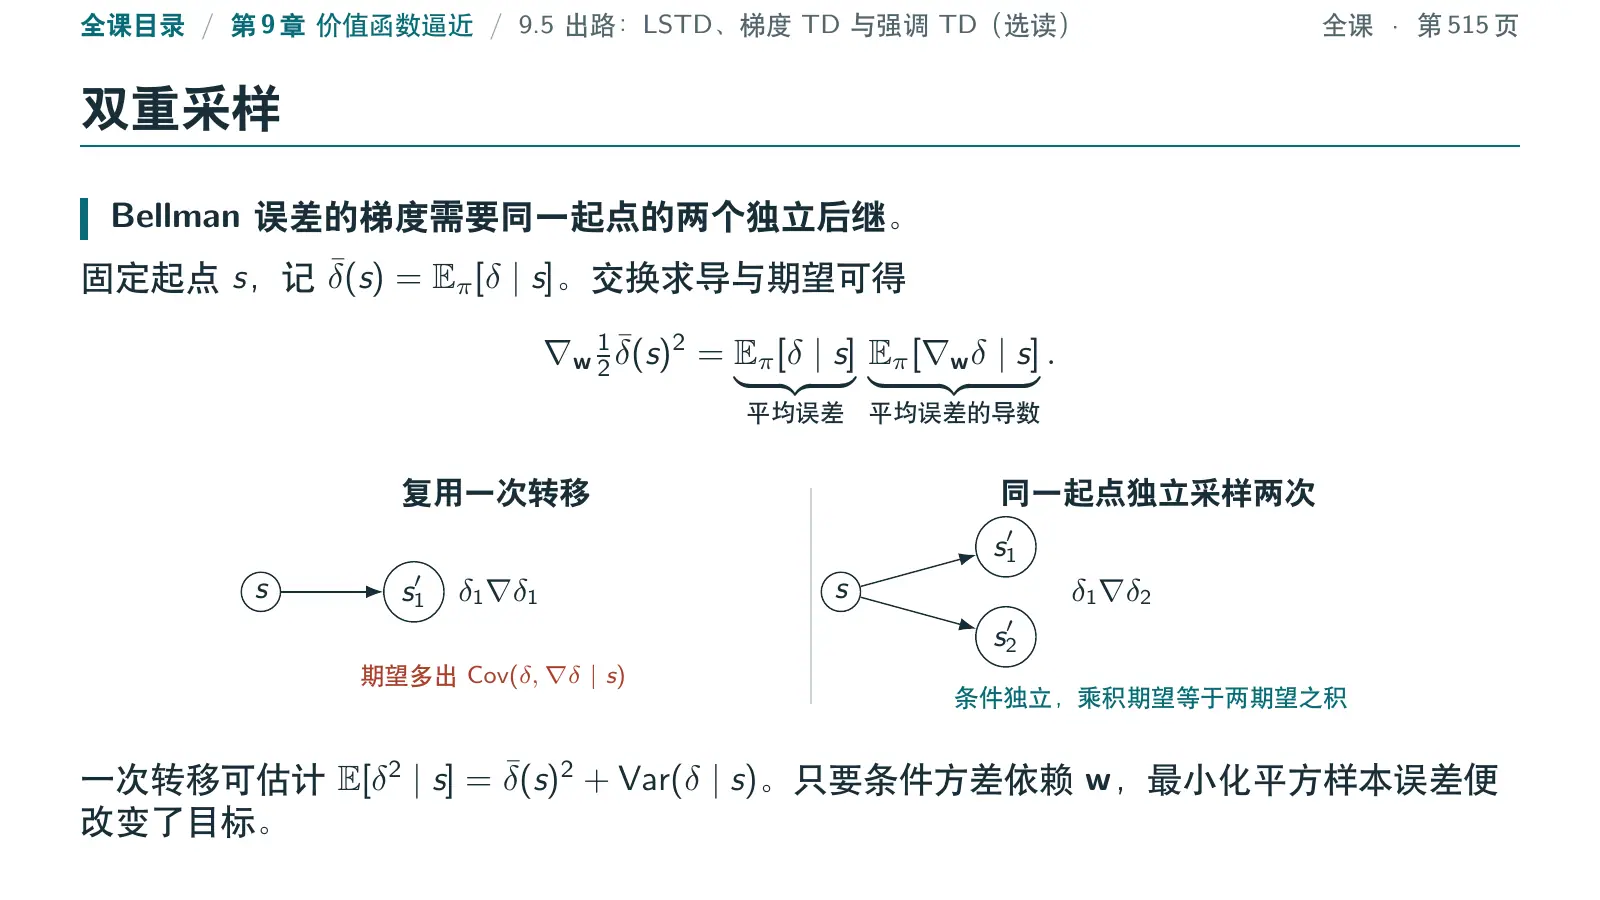 全课目录 / 第 9 章 价值函数逼近 / 9.5 出路：LSTD、梯度 TD 与强调 TD（选读）
全课 · 第 515 页
双重采样
Bellman 误差的梯度需要同一起点的两个独立后继。
固定起点 s，记 δ̄(s) = 𝔼π[δ | s]。交换求导与期望可得
∇w ½ δ̄(s)² = 𝔼π[δ | s] 𝔼π[∇wδ | s] .
平均误差 平均误差的导数
复用一次转移
s s′₁ δ₁∇δ₁
期望多出 Cov(δ, ∇δ | s)
同一起点独立采样两次
s s′₁ s′₂ δ₁∇δ₂
条件独立，乘积期望等于两期望之积
一次转移可估计 𝔼[δ² | s] = δ̄(s)² + Var(δ | s)。只要条件方差依赖 w，最小化平方样本误差便
改变了目标。